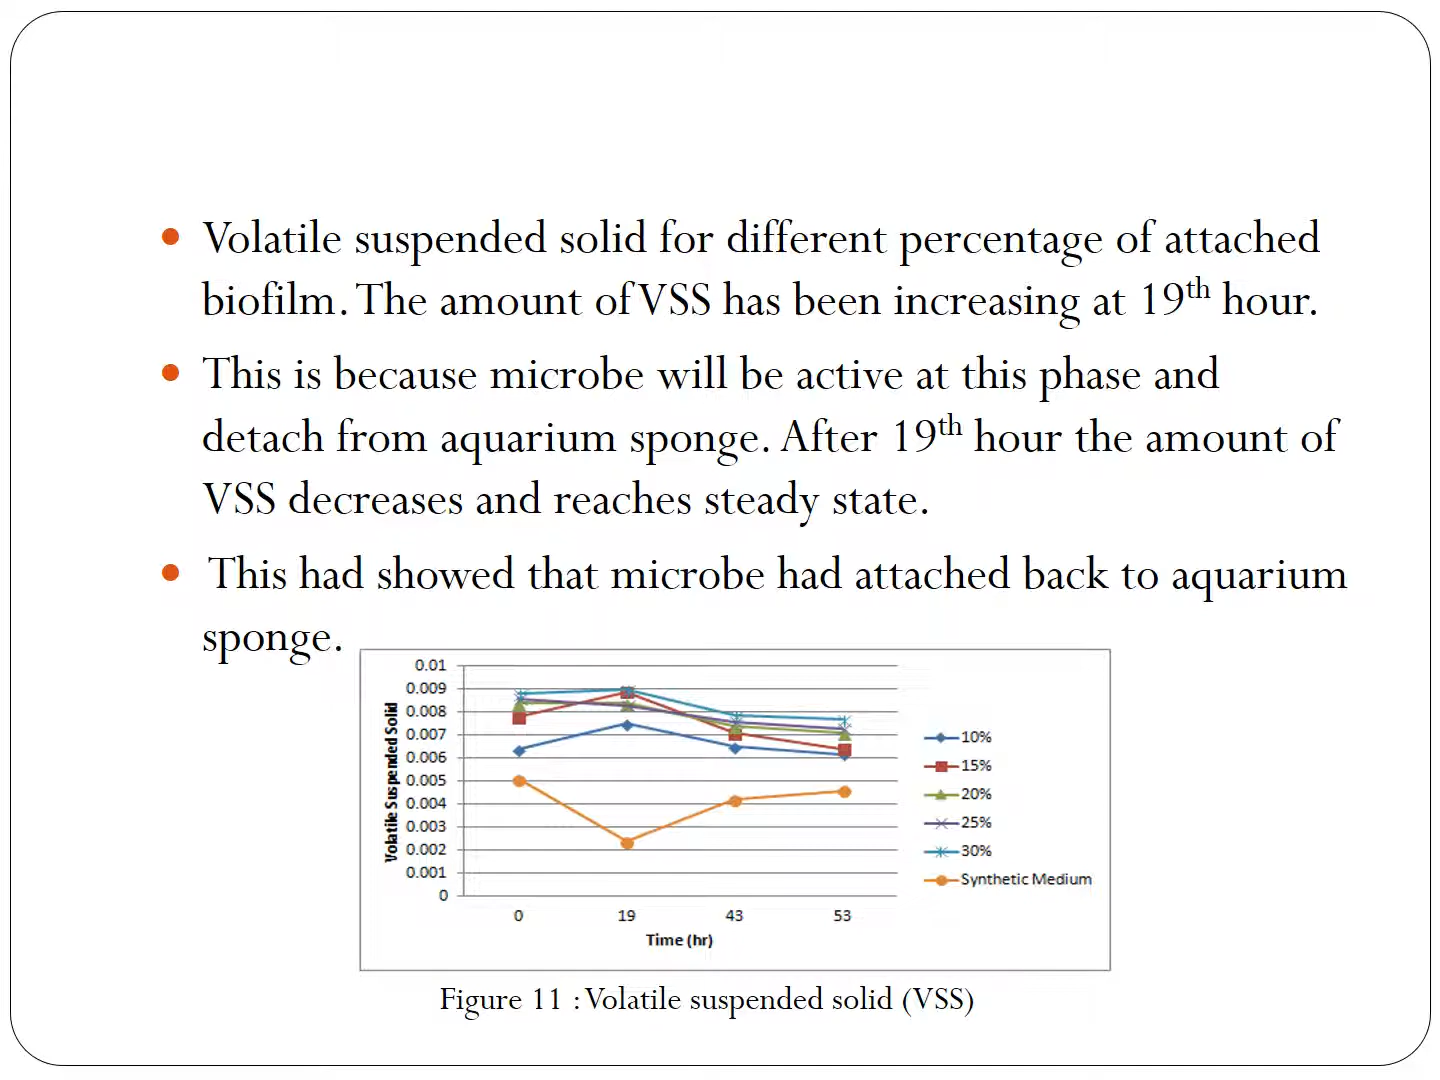 Volatile suspended solid for different percentage of attached
biofilm. The amount of VSS has been increasing at 19th hour.
This is because microbe will be active at this phase and
detach from aquarium sponge. After 19th hour the amount of
VSS decreases and reaches steady state.
This had showed that microbe had attached back to aquarium
sponge.
Volatile Suspended Solid
0.01
0.009
0.008
0.007
0.006
0.005
0.004
0.003
0.002
0.001
0
0 19 43 53
Time (hr)
10%
15%
20%
25%
30%
Synthetic Medium
Figure 11 : Volatile suspended solid (VSS)